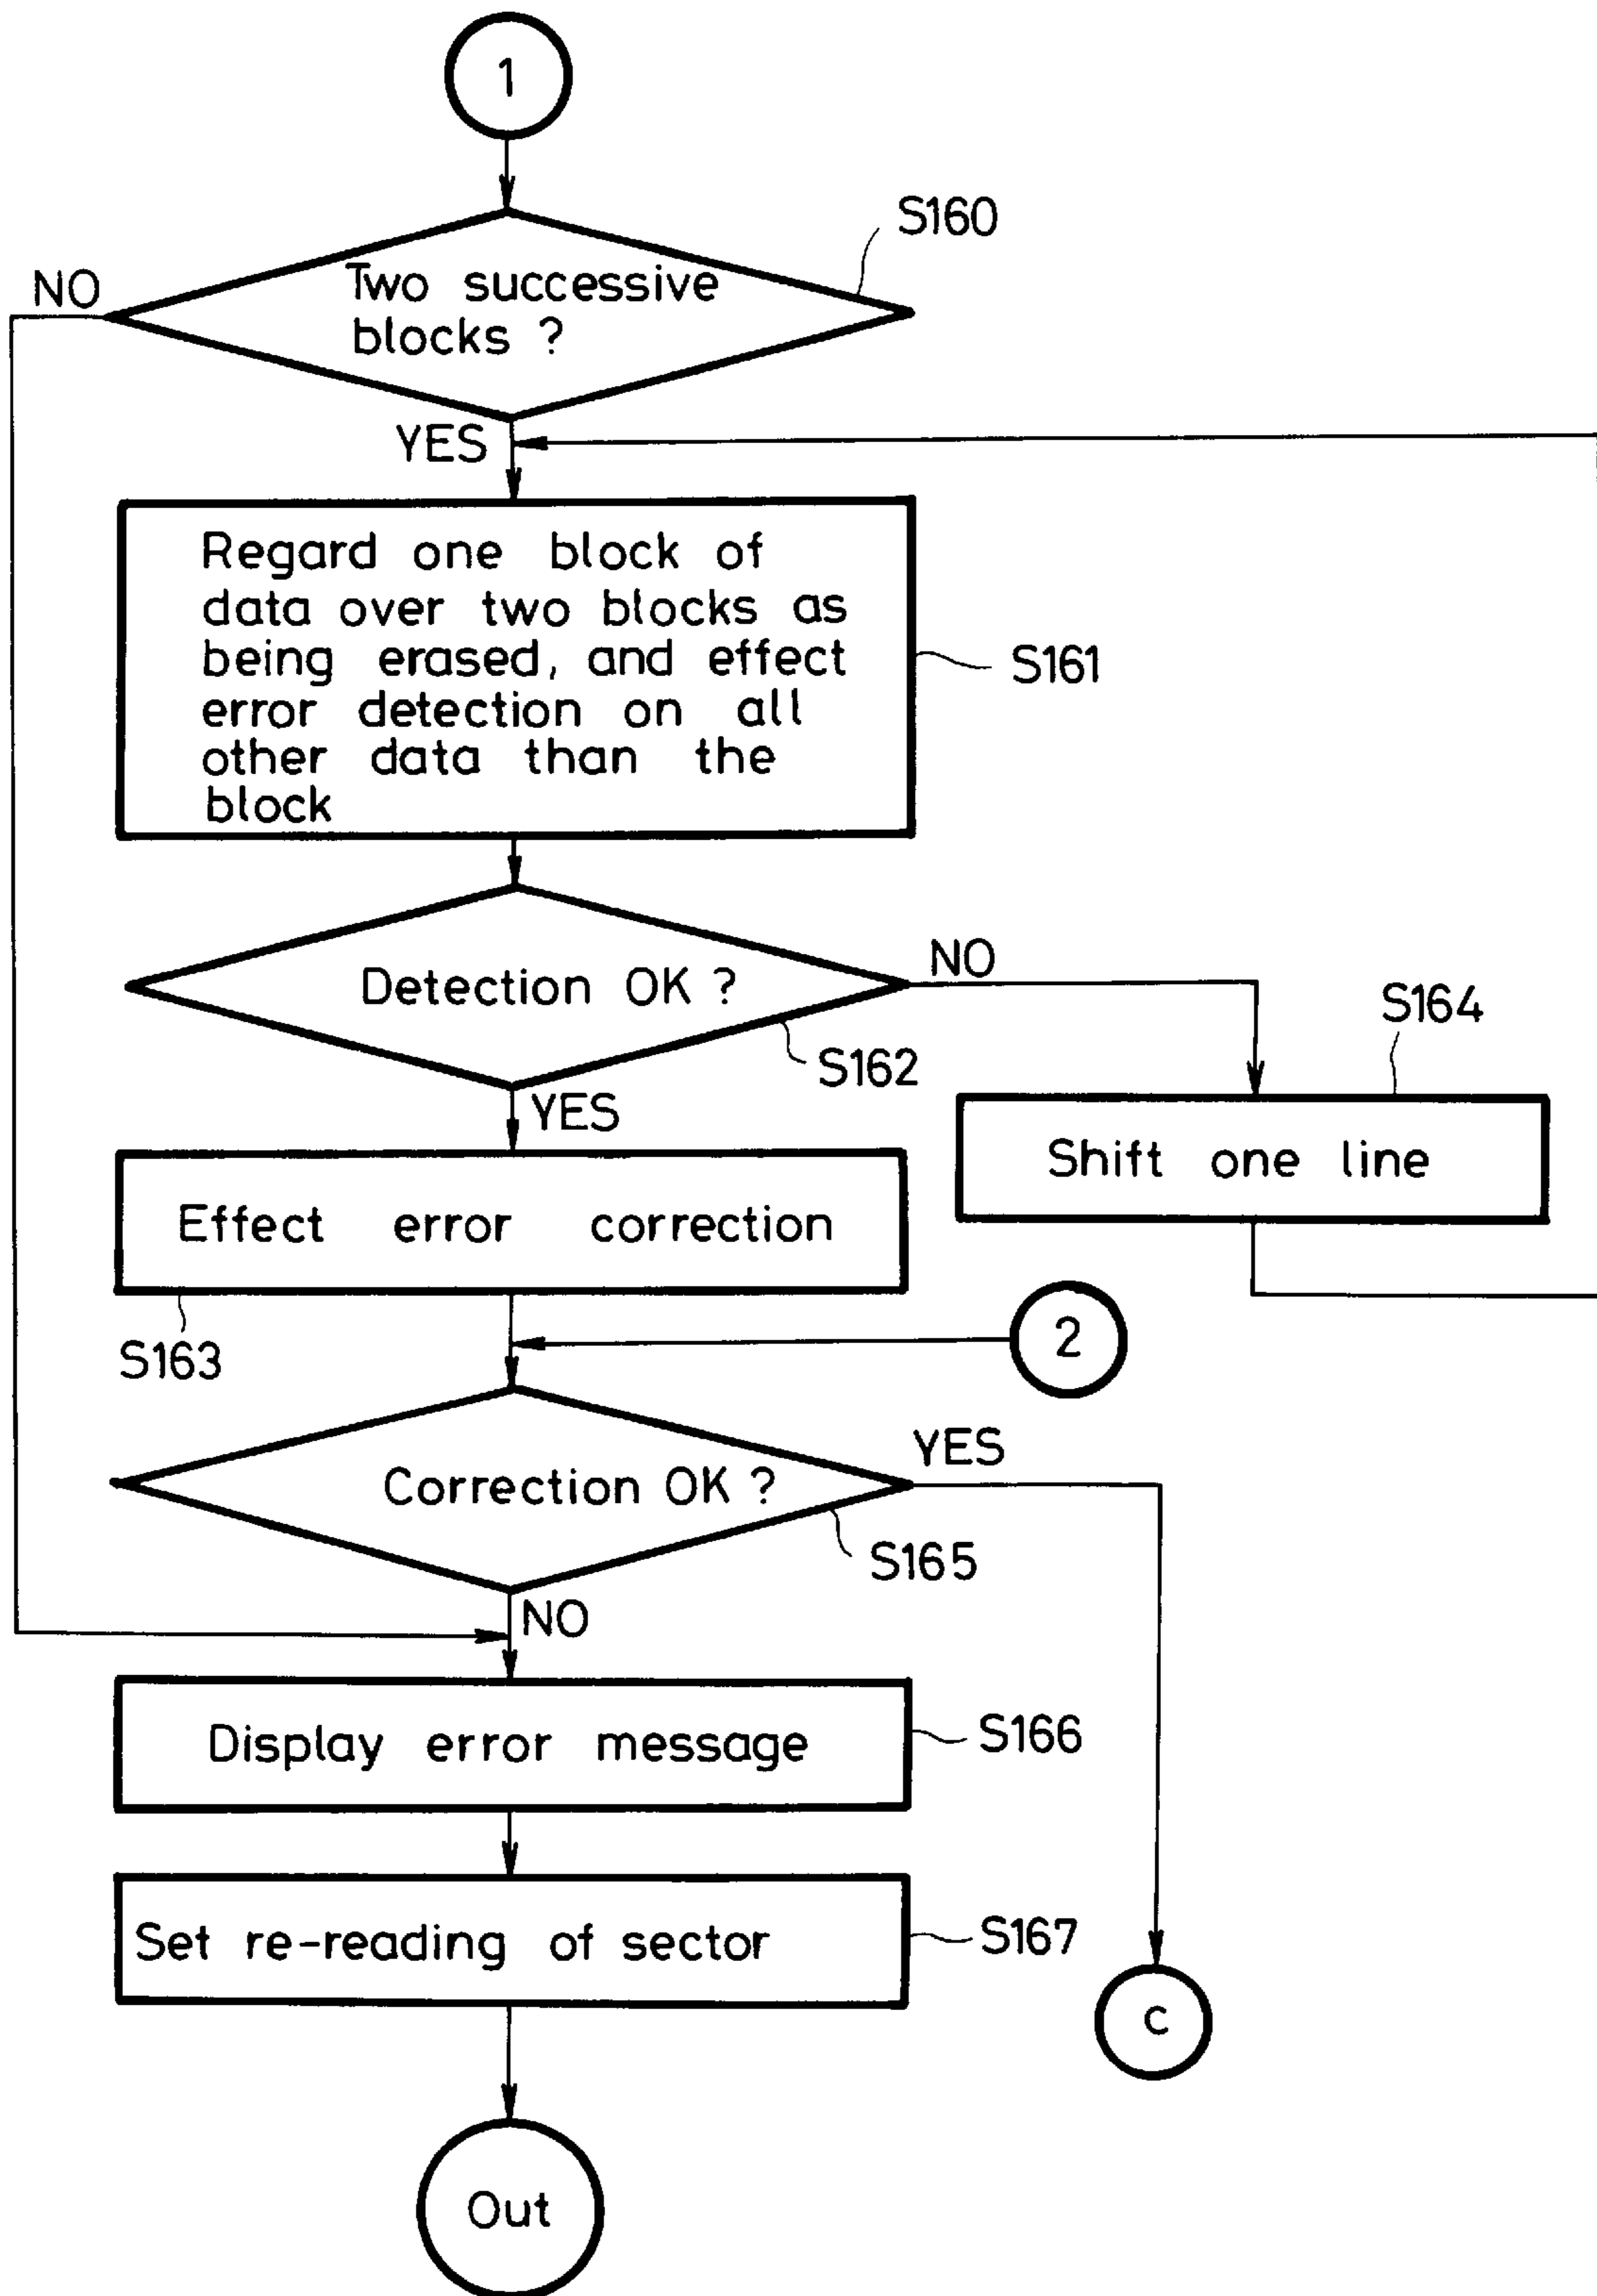 1
S160
NO
Two successive
blocks ?
YES
Regard one block of
data over two blocks as
being erased, and effect
error detection on all
other data than the
block
S161
Detection OK ?
NO
S162
S164
YES
Shift one line
Effect error correction
S163
2
Correction OK ?
YES
S165
NO
Display error message
S166
Set re-reading of sector
S167
c
Out